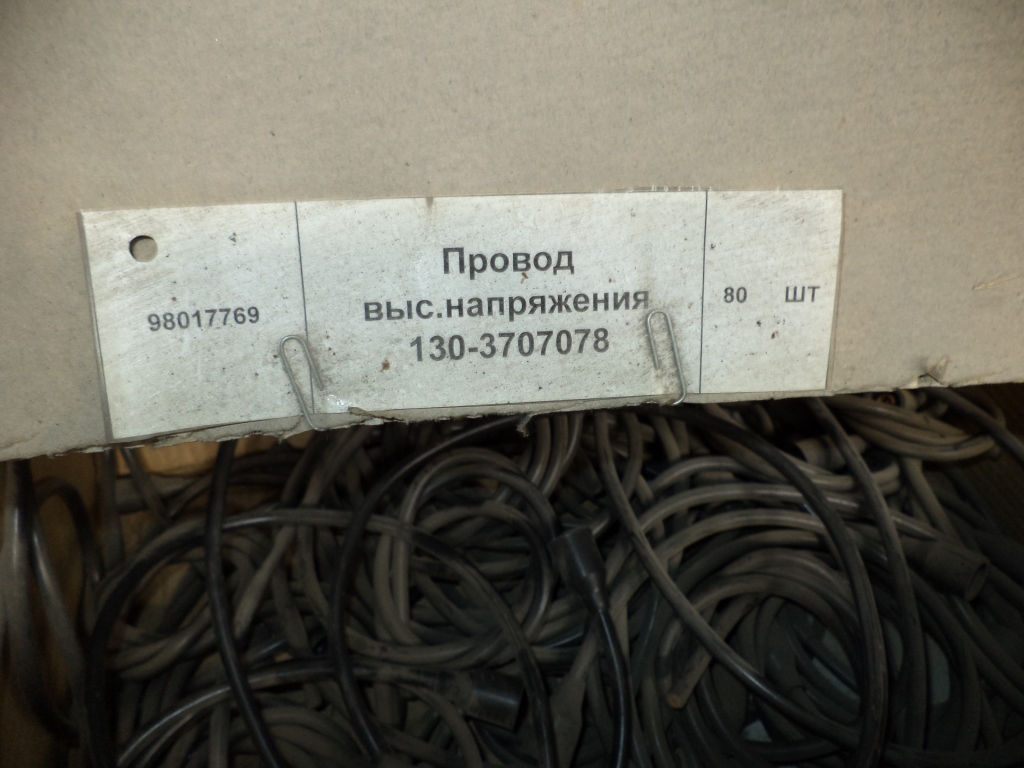 98017769
Провод
выс.напряжения
130-3707078
80 ШТ